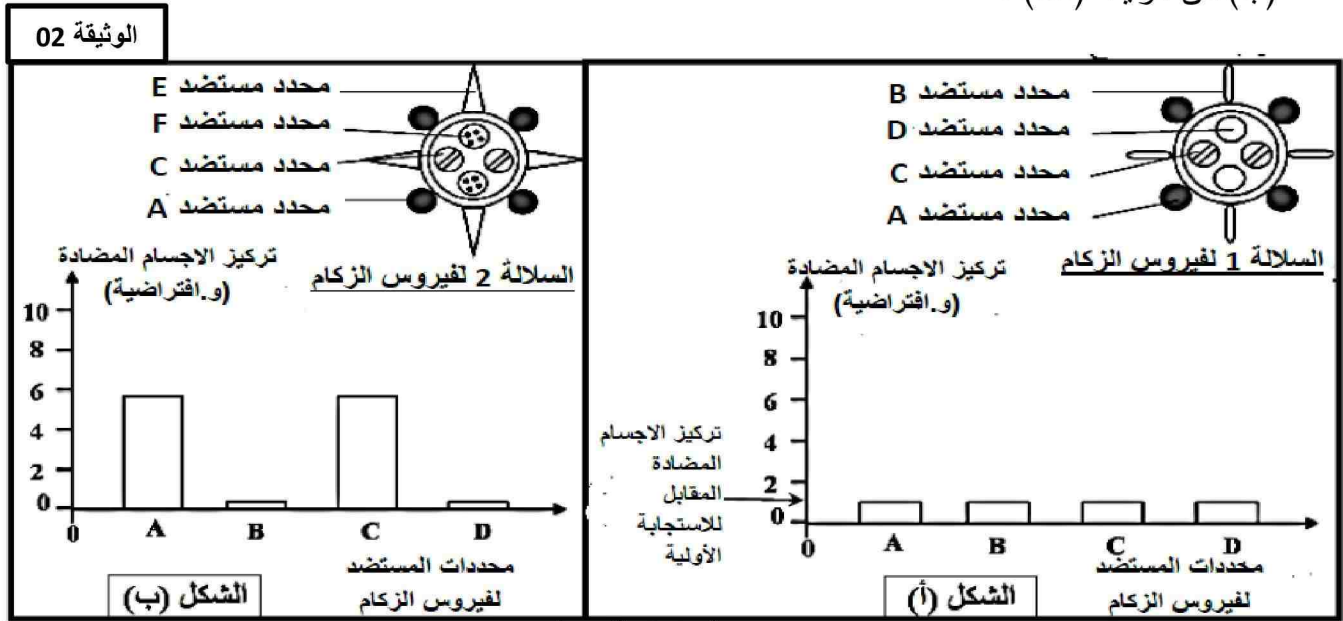 الوثيقة 02
محدد مستضد B
محدد مستضد D
محدد مستضد C
محدد مستضد A
السلالة 1 لفيروس الزكام
تركيز الاجسام المضادة
(و.افتراضية)
10
8
6
4
2
0
تركيز الاجسام
المضادة
المقابل
للاستجابة
الأولية
0 A B C D
محددات المستضد
لفيروس الزكام
الشكل (أ)
محدد مستضد E
محدد مستضد F
محدد مستضد C
محدد مستضد A
السلالة 2 لفيروس الزكام
تركيز الاجسام المضادة
(و.افتراضية)
10
8
6
4
2
0
0 A B C D
محددات المستضد
لفيروس الزكام
الشكل (ب)